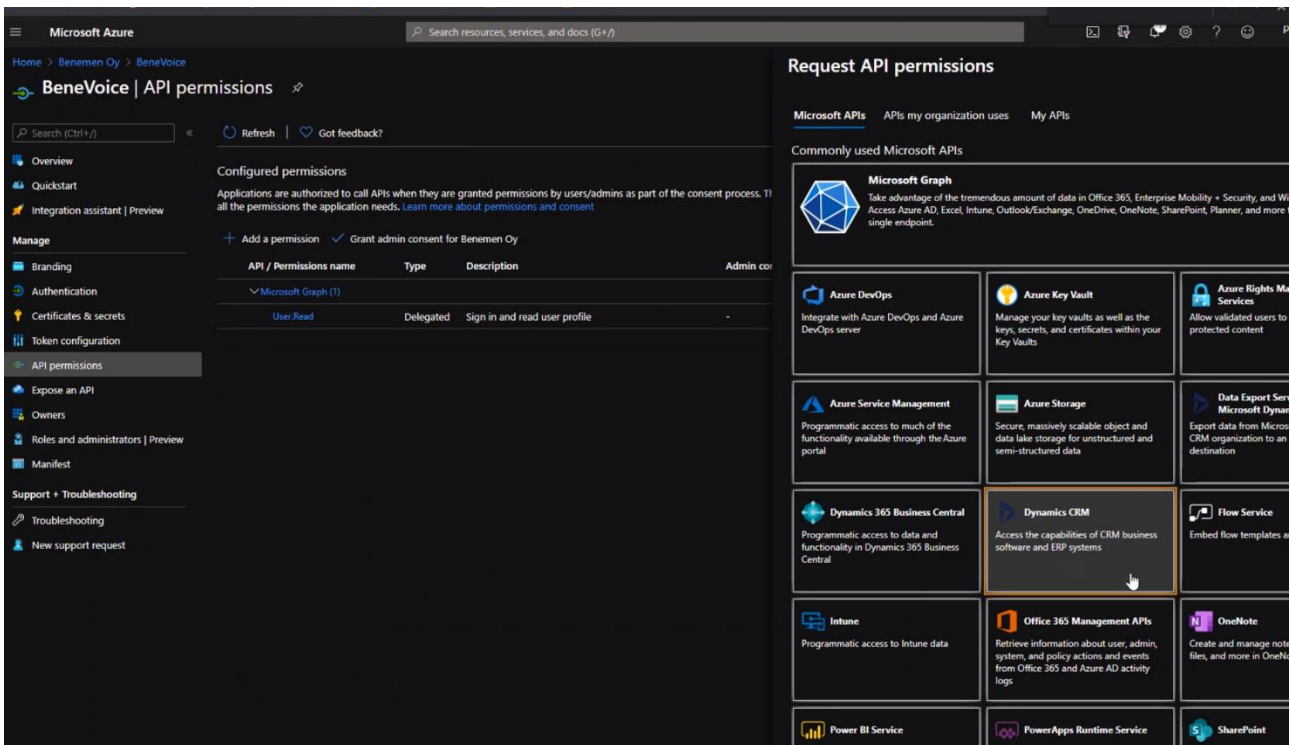 Microsoft Azure
Search resources, services, and docs (G+/)
Home > Benemen Oy > BeneVoice
BeneVoice | API permissions
Search (Ctrl+/)
Overview
Quickstart
Integration assistant | Preview
Manage
Branding
Authentication
Certificates & secrets
Token configuration
API permissions
Expose an API
Owners
Roles and administrators | Preview
Manifest
Support + Troubleshooting
Troubleshooting
New support request
Refresh
Got feedback?
Configured permissions
Applications are authorized to call APIs when they are granted permissions by users/admins as part of the consent process.
all the permissions the application needs. Learn more about permissions and consent
Add a permission
Grant admin consent for Benemen Oy
API / Permissions name Type Description Admin
Microsoft Graph (1)
User.Read Delegated Sign in and read user profile -
Request API permissions
Microsoft APIs APIs my organization uses My APIs
Commonly used Microsoft APIs
Microsoft Graph
Take advantage of the tremendous amount of data in Office 365, Enterprise Mobility + Security, and
Access Azure AD, Excel, Intune, Outlook/Exchange, OneDrive, OneNote, SharePoint, Planner, and more
single endpoint.
Azure DevOps
Integrate with Azure DevOps and Azure
DevOps server
Azure Key Vault
Manage your key vaults as well as the
keys, secrets, and certificates within your
Key Vaults
Azure Rights
Services
Allow validated users to
protected content
Azure Service Management
Programmatic access to much of the
functionality available through the Azure
portal
Azure Storage
Secure, massively scalable object and
data lake storage for unstructured and
semi-structured data
Data Export
Microsoft
Export data from
CRM organization to an
destination
Dynamics 365 Business Central
Programmatic access to data and
functionality in Dynamics 365 Business
Central
Dynamics CRM
Access the capabilities of CRM business
software and ERP systems
Flow Service
Embed flow templates
Intune
Programmatic access to Intune data
Office 365 Management APIs
Retrieve information about user, admin,
system, and policy actions and events
from Office 365 and Azure AD activity
logs
OneNote
Create and manage
files, and more in
Power BI Service
PowerApps Runtime Service
SharePoint